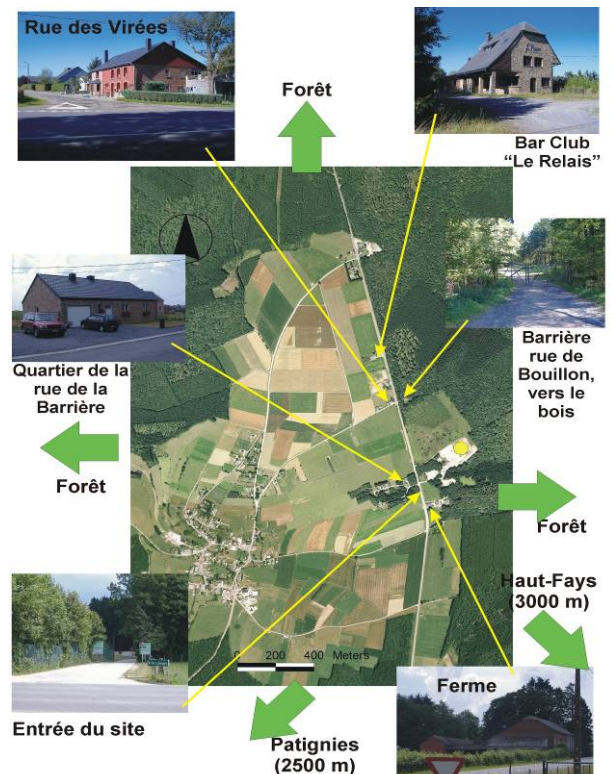 Rue des Virées
Forêt
Bar Club
“Le Relais”
Quartier de la
rue de la
Barrière
Barrière
rue de
Bouillon,
vers le
bois
Forêt
Forêt
Haut-Fays
(3000 m)
0 200 400 Meters
Entrée du site
Patignies
(2500 m)
Ferme